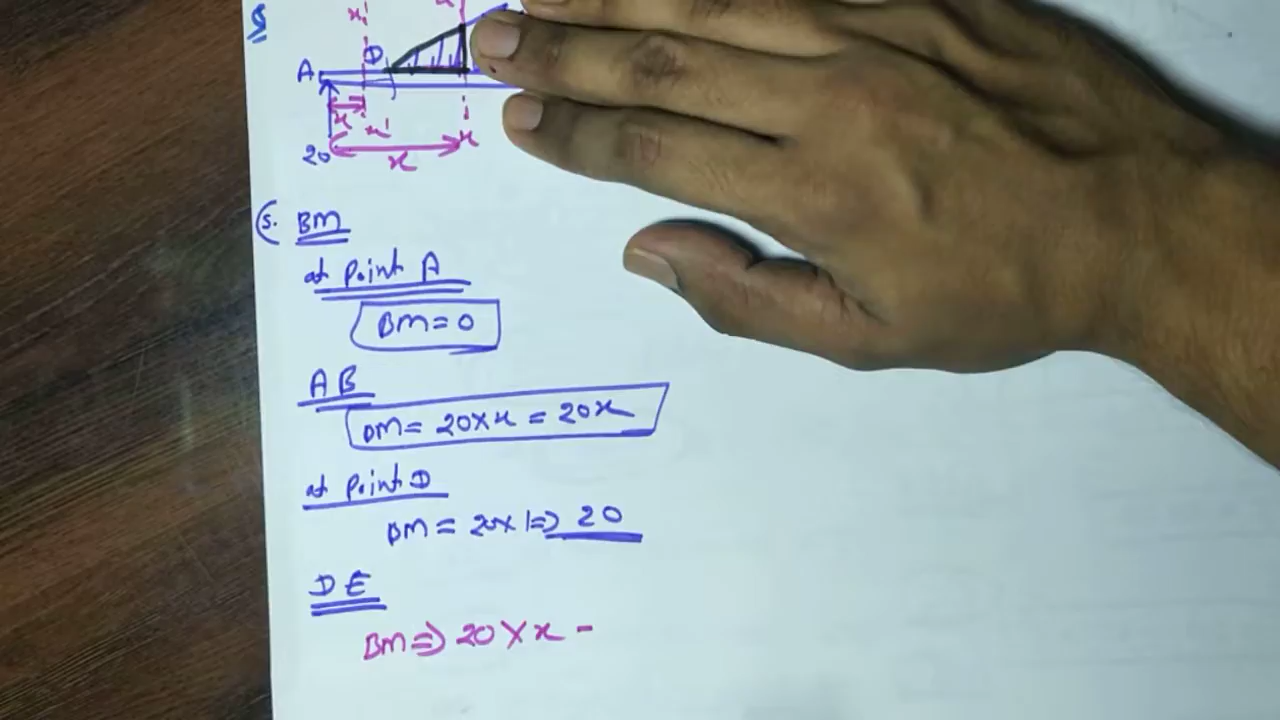 x'
A D
x
x' x
20
x
(5. BM
at Point A
BM=0
AB
BM= 20×x = 20x
at Point D
BM= 20×1⇒ 20
DE
BM⇒ 20×x -